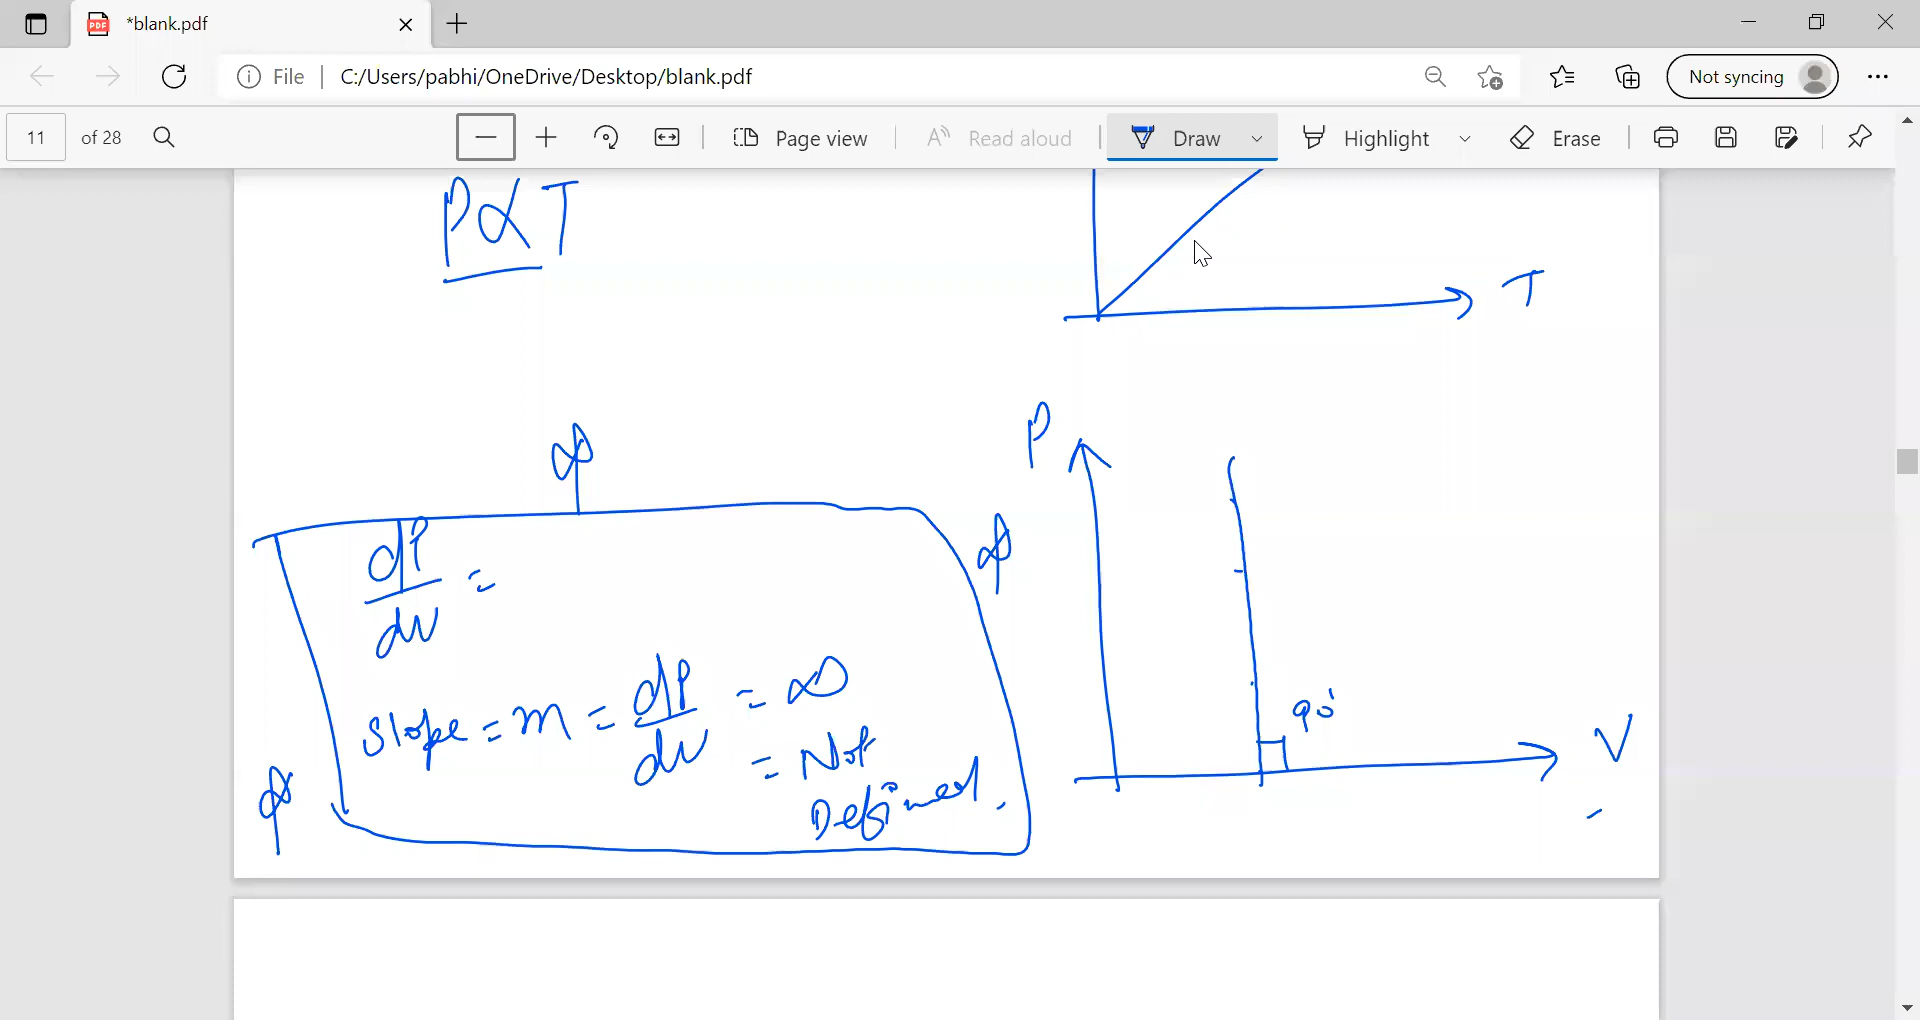 *blank.pdf
File C:/Users/pabhi/OneDrive/Desktop/blank.pdf
Not syncing
11 of 28
Page view
Read aloud
Draw
Highlight
Erase
P∝T
T
P
dP/dV =
Slope = m = dP/dV = ∞
= Not Defined.
90°
V